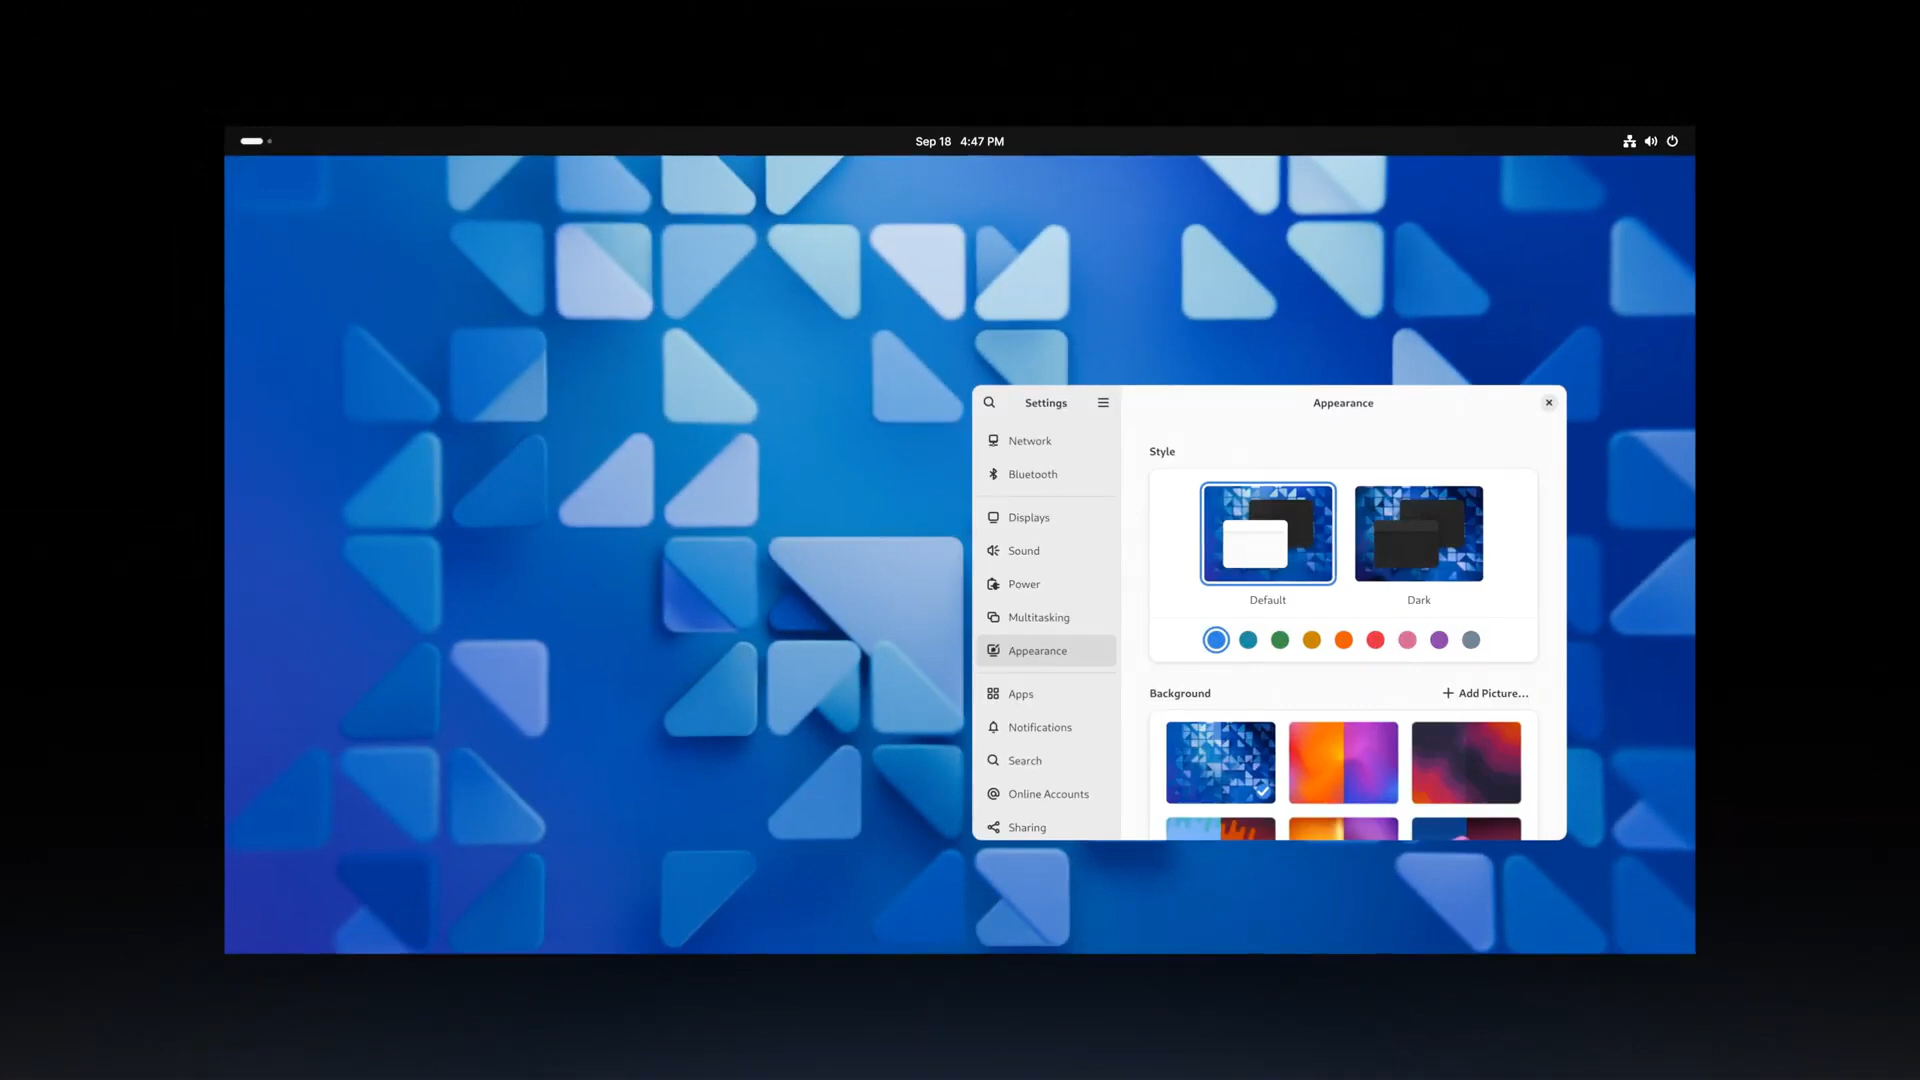 Sep 18 4:47 PM
Settings
Network
Bluetooth
Displays
Sound
Power
Multitasking
Appearance
Apps
Notifications
Search
Online Accounts
Sharing
Appearance
Style
Default
Dark
Background
Add Picture...